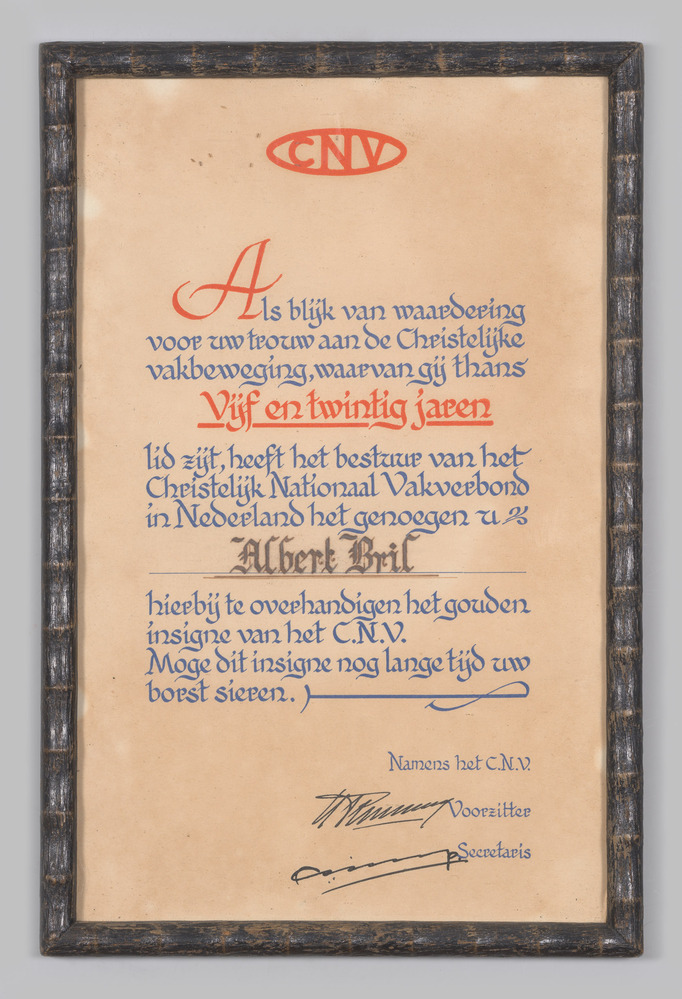 CNV
Als blijk van waardering
voor uw trouw aan de Christelijke
vakbeweging, waarvan gij thans
Vijf en twintig jaren
lid zijt, heeft het bestuur van het
Christelijk Nationaal Vakverbond
in Nederland het genoegen u
Albert Bril
hierbij te overhandigen het gouden
insigne van het C.N.V.
Moge dit insigne nog lange tijd uw
borst sieren.
Namens het C.N.V.
Voorzitter
Secretaris